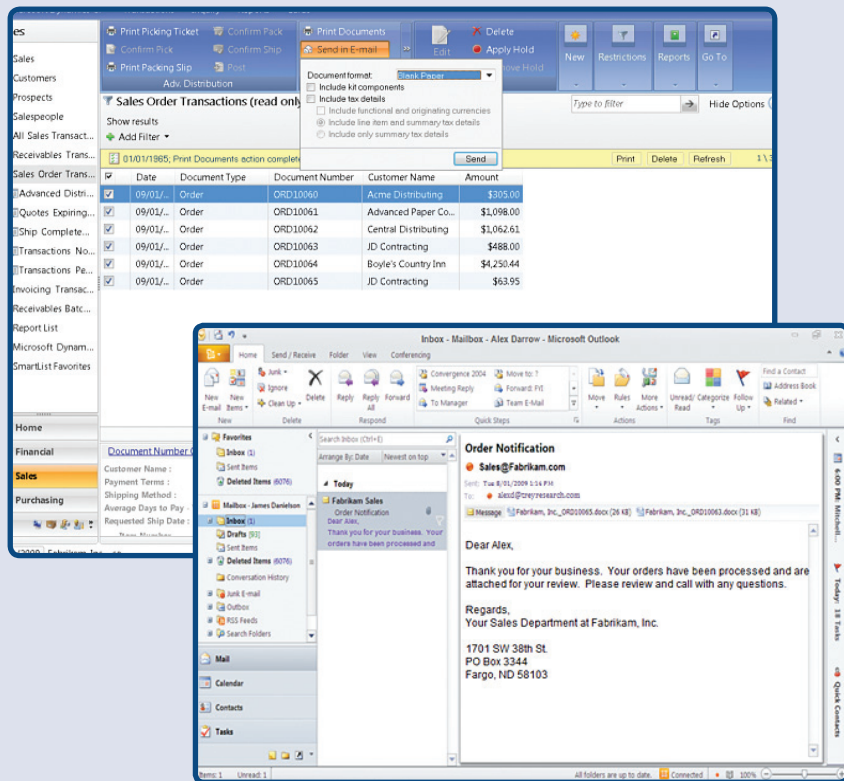 es
Print Picking Ticket Confirm Pack Print Documents Delete
Confirm Pick Confirm Ship Send in E-mail » Edit Apply Hold New Restrictions Reports Go To
Print Packing Slip Post ove Hold
Adv. Distribution
Document format: Blank Paper
Include kit components
Include tax details
Include functional and originating currencies
Include line item and summary tax details
Include only summary tax details
Send
Sales
Customers
Prospects
Salespeople
All Sales Transact...
Receivables Trans...
Sales Order Trans...
Advanced Distri...
Quotes Expiring...
Ship Complete...
Transactions No...
Transactions Pe...
Invoicing Transac...
Receivables Batc...
Report List
Microsoft Dynam...
SmartList Favorites
Home
Financial
Sales
Purchasing
Sales Order Transactions (read only
Type to filter Hide Options
Show results
Add Filter
01/01/1965; Print Documents action complete
Print Delete Refresh
Date Document Type Document Number Customer Name Amount
09/01/... Order ORD10060 Acme Distributing $305.00
09/01/... Order ORD10061 Advanced Paper Co... $1,098.00
09/01/... Order ORD10062 Central Distributing $1,062.61
09/01/... Order ORD10063 JD Contracting $488.00
09/01/... Order ORD10064 Boyle's Country Inn $4,250.44
09/01/... Order ORD10065 JD Contracting $63.95
Document Number
Customer Name :
Payment Terms :
Shipping Method :
Average Days to Pay -
Requested Ship Date :
Item Number
Inbox - Mailbox - Alex Darrow - Microsoft Outlook
Home Send / Receive Folder View Conferencing
New E-mail
New Items
New
Junk
Ignore
Clean Up
Delete
Delete
Reply
Reply All
Forward
Respond
Convergence 2004
Meeting Reply
To Manager
Move to: ?
Forward: FYI
Team E-Mail
Quick Steps
Move
Rules
More Actions
Actions
Unread/ Read
Categorize
Follow Up
Tags
Find a Contact
Address Book
Related
Find
Favorites
Inbox (1)
Sent Items
Deleted Items (6076)
Mailbox - James Danielson
Inbox (1)
Drafts [93]
Sent Items
Deleted Items (6076)
Conversation History
Junk E-mail
Outbox
RSS Feeds
Search Folders
Mail
Calendar
Contacts
Tasks
Search Inbox (Ctrl+E)
Arrange By: Date Newest on top
Today
Fabrikam Sales
Order Notification
Dear Alex,
Thank you for your business. Your
orders have been processed and
Order Notification
Sales@Fabrikam.com
Sent: Tue 8/01/2009 1:14 PM
To: alexd@treyresearch.com
Message Fabrikam, Inc._ORD10065.docx (26 KB) Fabrikam, Inc._ORD10063.docx (31 KB)
Dear Alex,
Thank you for your business. Your orders have been processed and are
attached for your review. Please review and call with any questions.
Regards,
Your Sales Department at Fabrikam, Inc.
1701 SW 38th St.
PO Box 3344
Fargo, ND 58103
6:00 PM: Mitchell...
Today: 18 Tasks
Quick Contacts
Items: 1 Unread: 1 All folders are up to date. Connected 100%